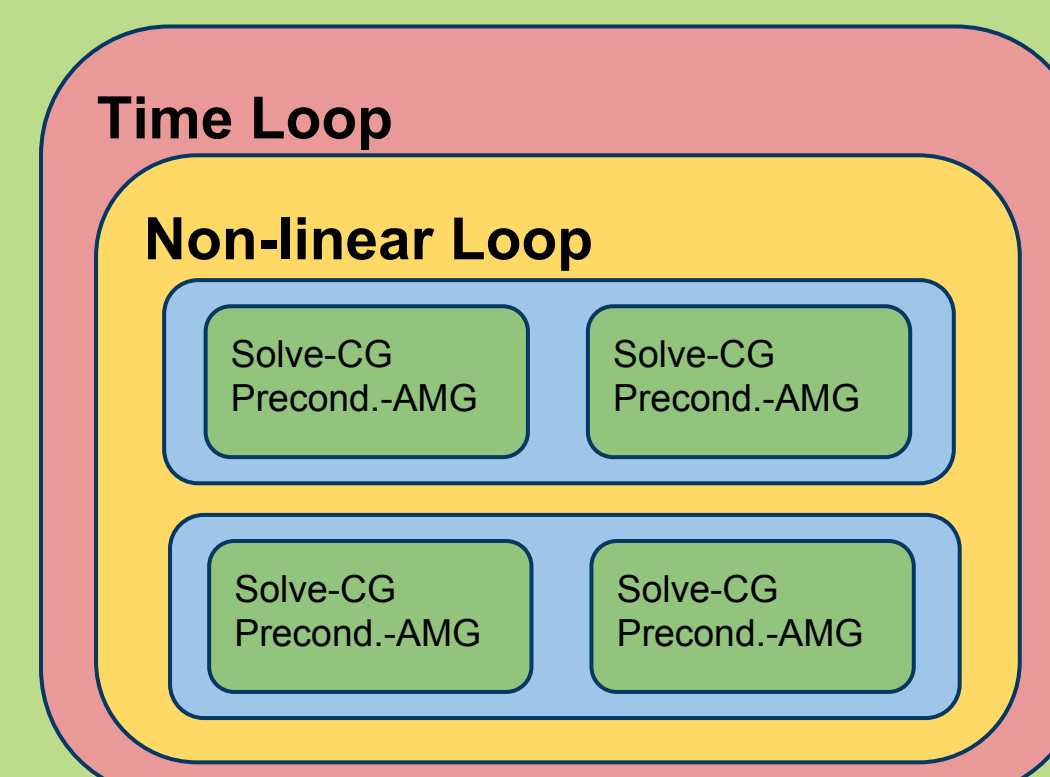 Time Loop
Non-linear Loop
Solve-CG
Precond.-AMG
Solve-CG
Precond.-AMG
Solve-CG
Precond.-AMG
Solve-CG
Precond.-AMG